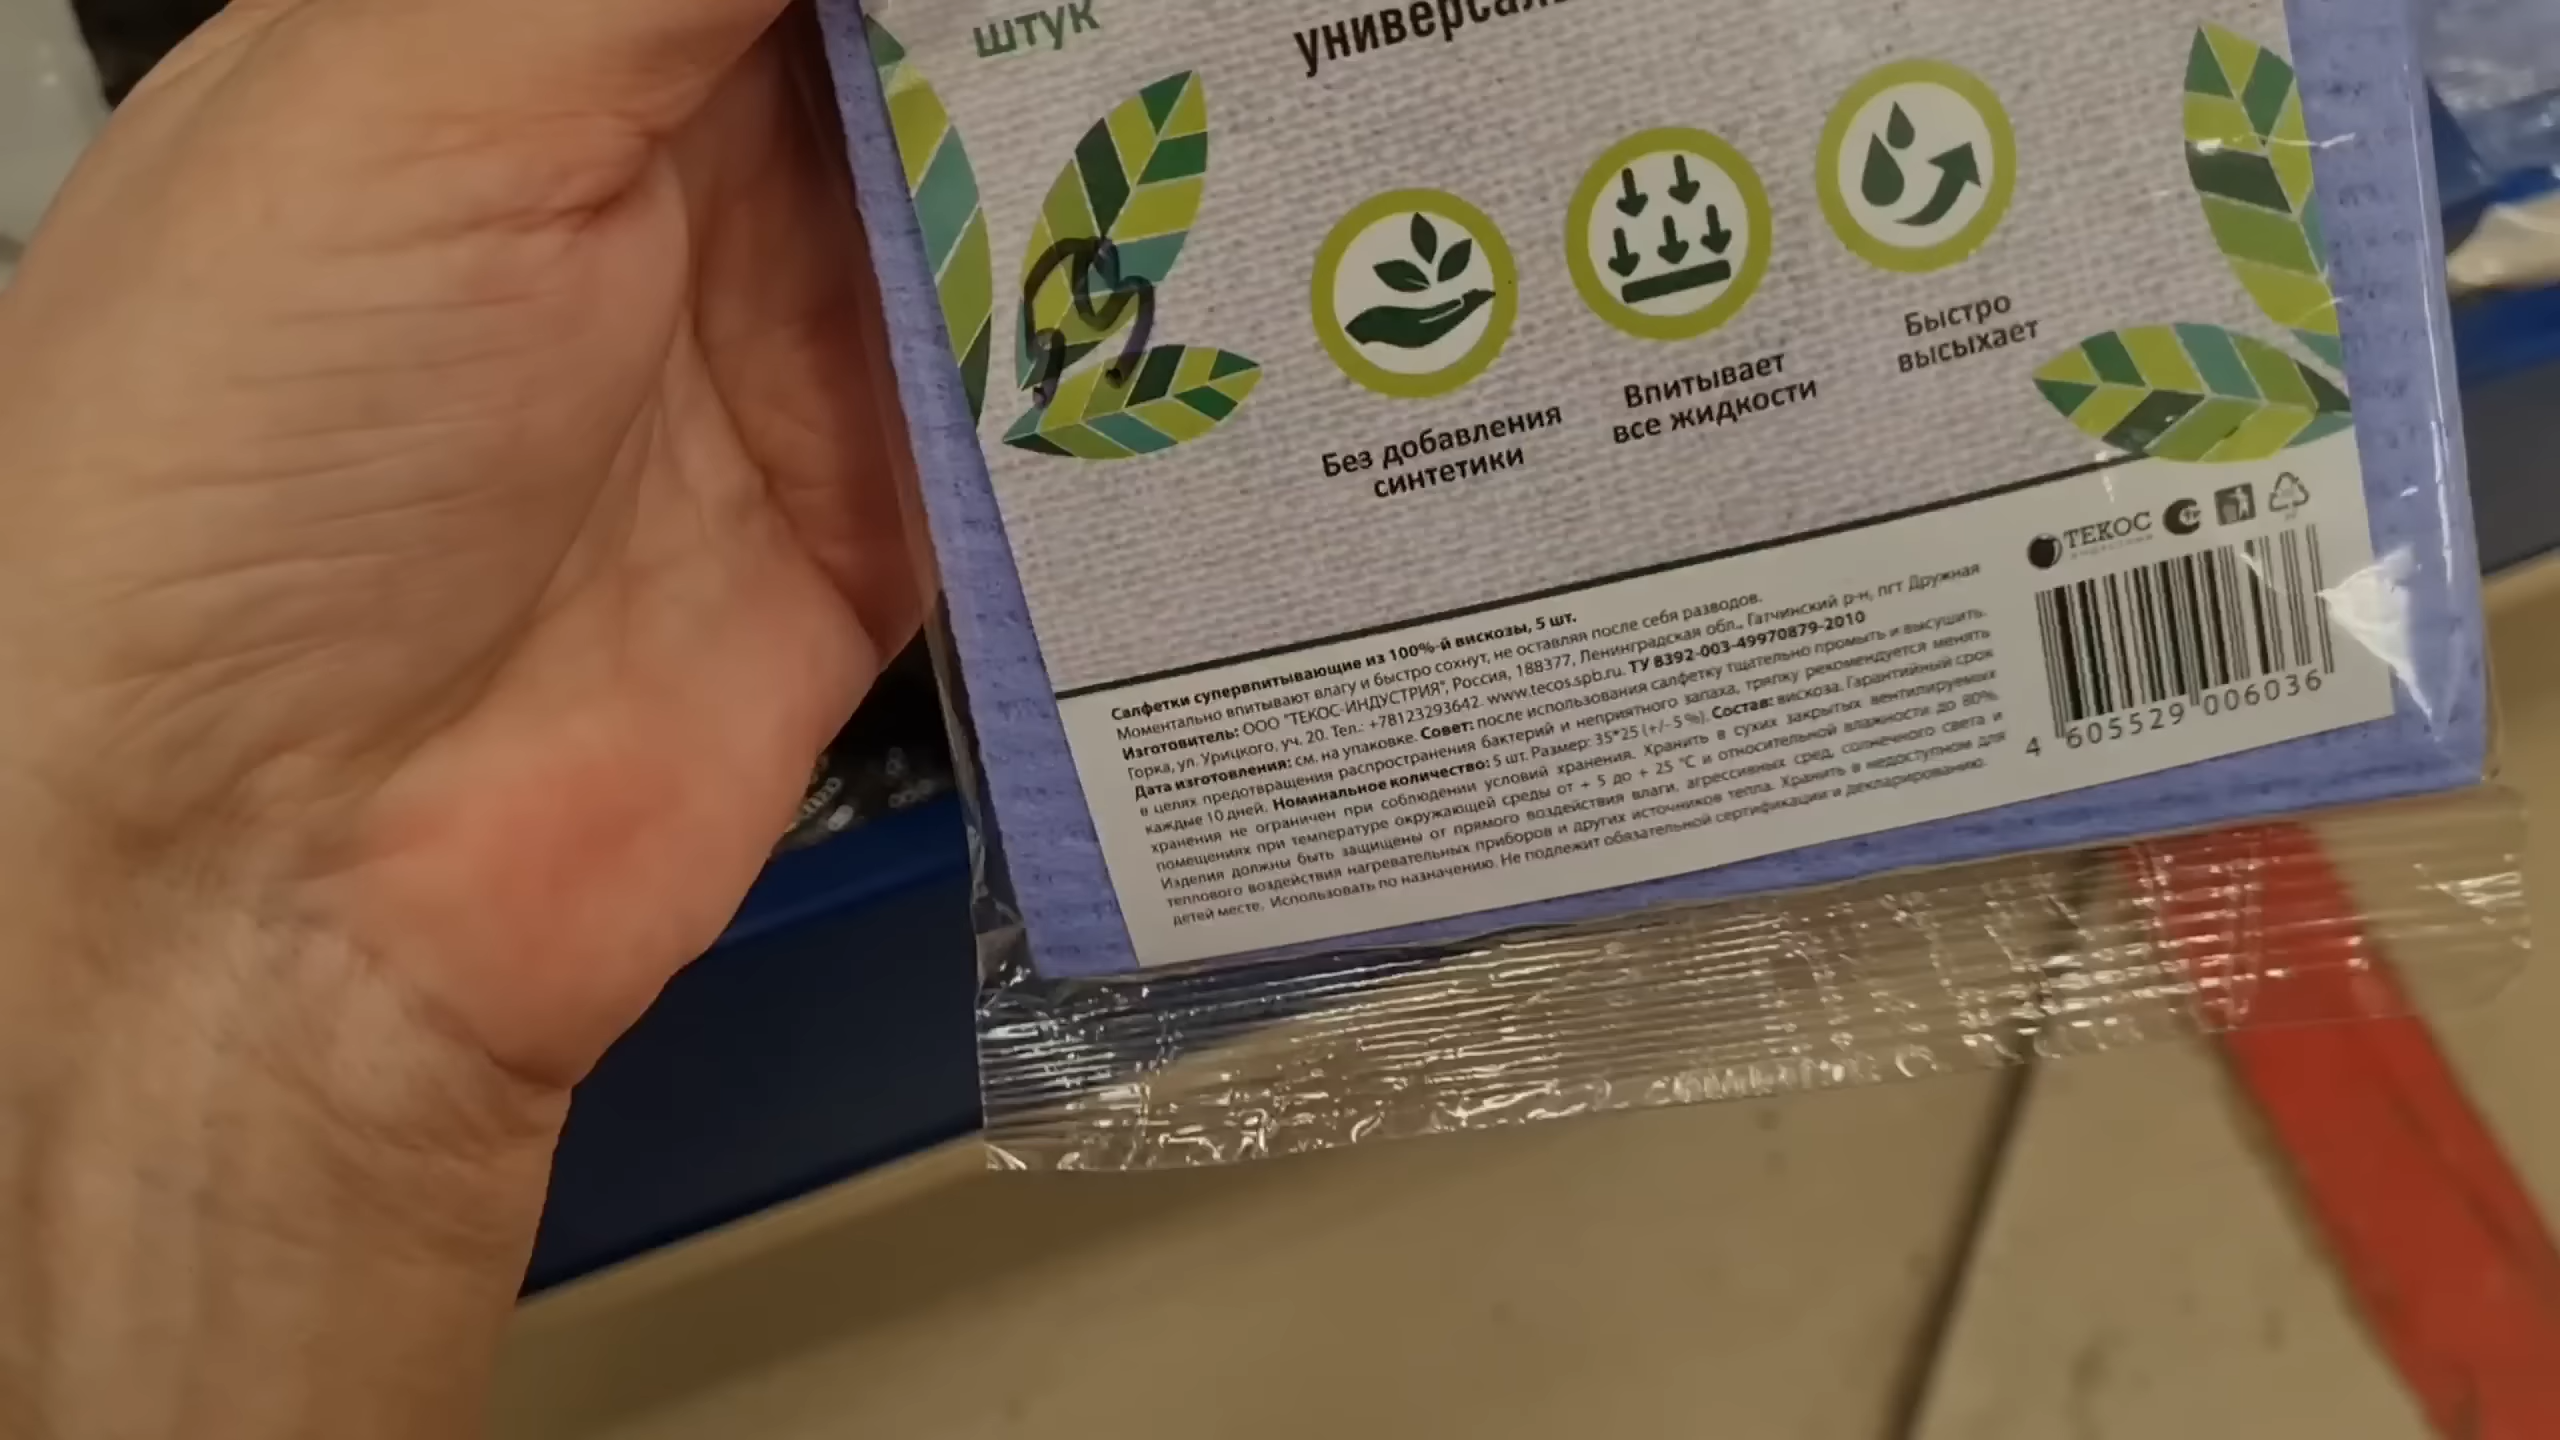 штук
Без добавления
синтетики
Впитывает
все жидкости
Быстро
высыхает
ТЕКОС
Салфетки супервпитывающие из 100%-й вискозы, 5 шт.
Моментально впитывают влагу и быстро сохнут, не оставляя после себя разводов.
Изготовитель: ООО "ТЕКОС-ИНДУСТРИЯ", Россия, 188377, Ленинградская обл., Гатчинский р-н, пгт Дружная
Горка, ул. Урицкого, уч. 20. Тел.: +78123293642. www.tecos.spb.ru. ТУ 8392-003-49970879-2010
Дата изготовления: см. на упаковке. Совет: после использования салфетку тщательно промыть и высушить.
в целях предотвращения распространения бактерий и неприятного запаха, тряпку рекомендуется менять
каждые 10 дней. Номинальное количество: 5 шт. Размер: 35*25 (+/-5%). Состав: вискоза. Гарантийный срок
хранения не ограничен при соблюдении условий хранения. Хранить в сухих закрытых вентилируемых
помещениях при температуре окружающей среды от + 5 до + 25 °С и относительной влажности до 80%.
Изделия должны быть защищены от прямого воздействия влаги, агрессивных сред, солнечного света и
теплового воздействия нагревательных приборов и других источников тепла. Хранить в недоступном для
детей месте. Использовать по назначению. Не подлежит обязательной сертификации и декларированию.
4 605529 006036